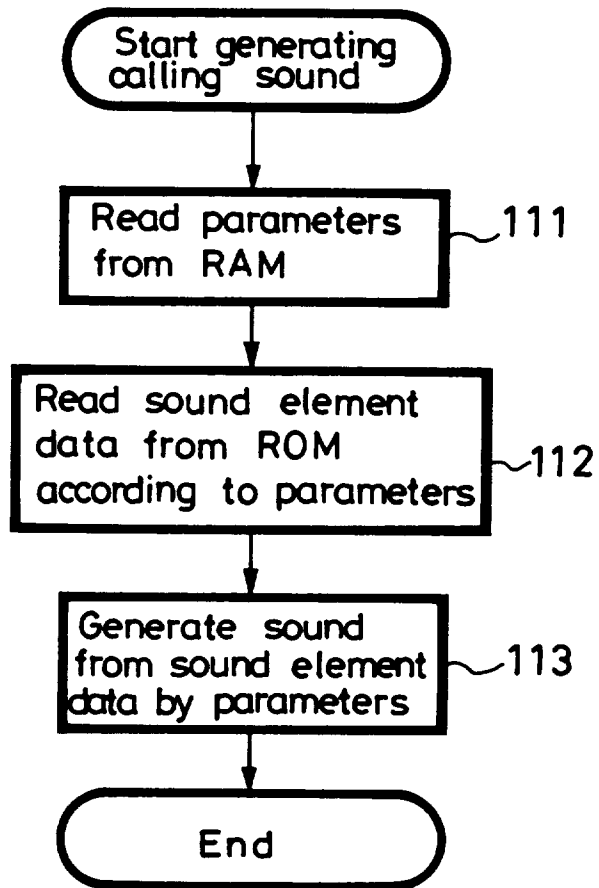 Start generating
calling sound
Read parameters
from RAM
111
Read sound element
data from ROM
according to parameters
112
Generate sound
from sound element
data by parameters
113
End